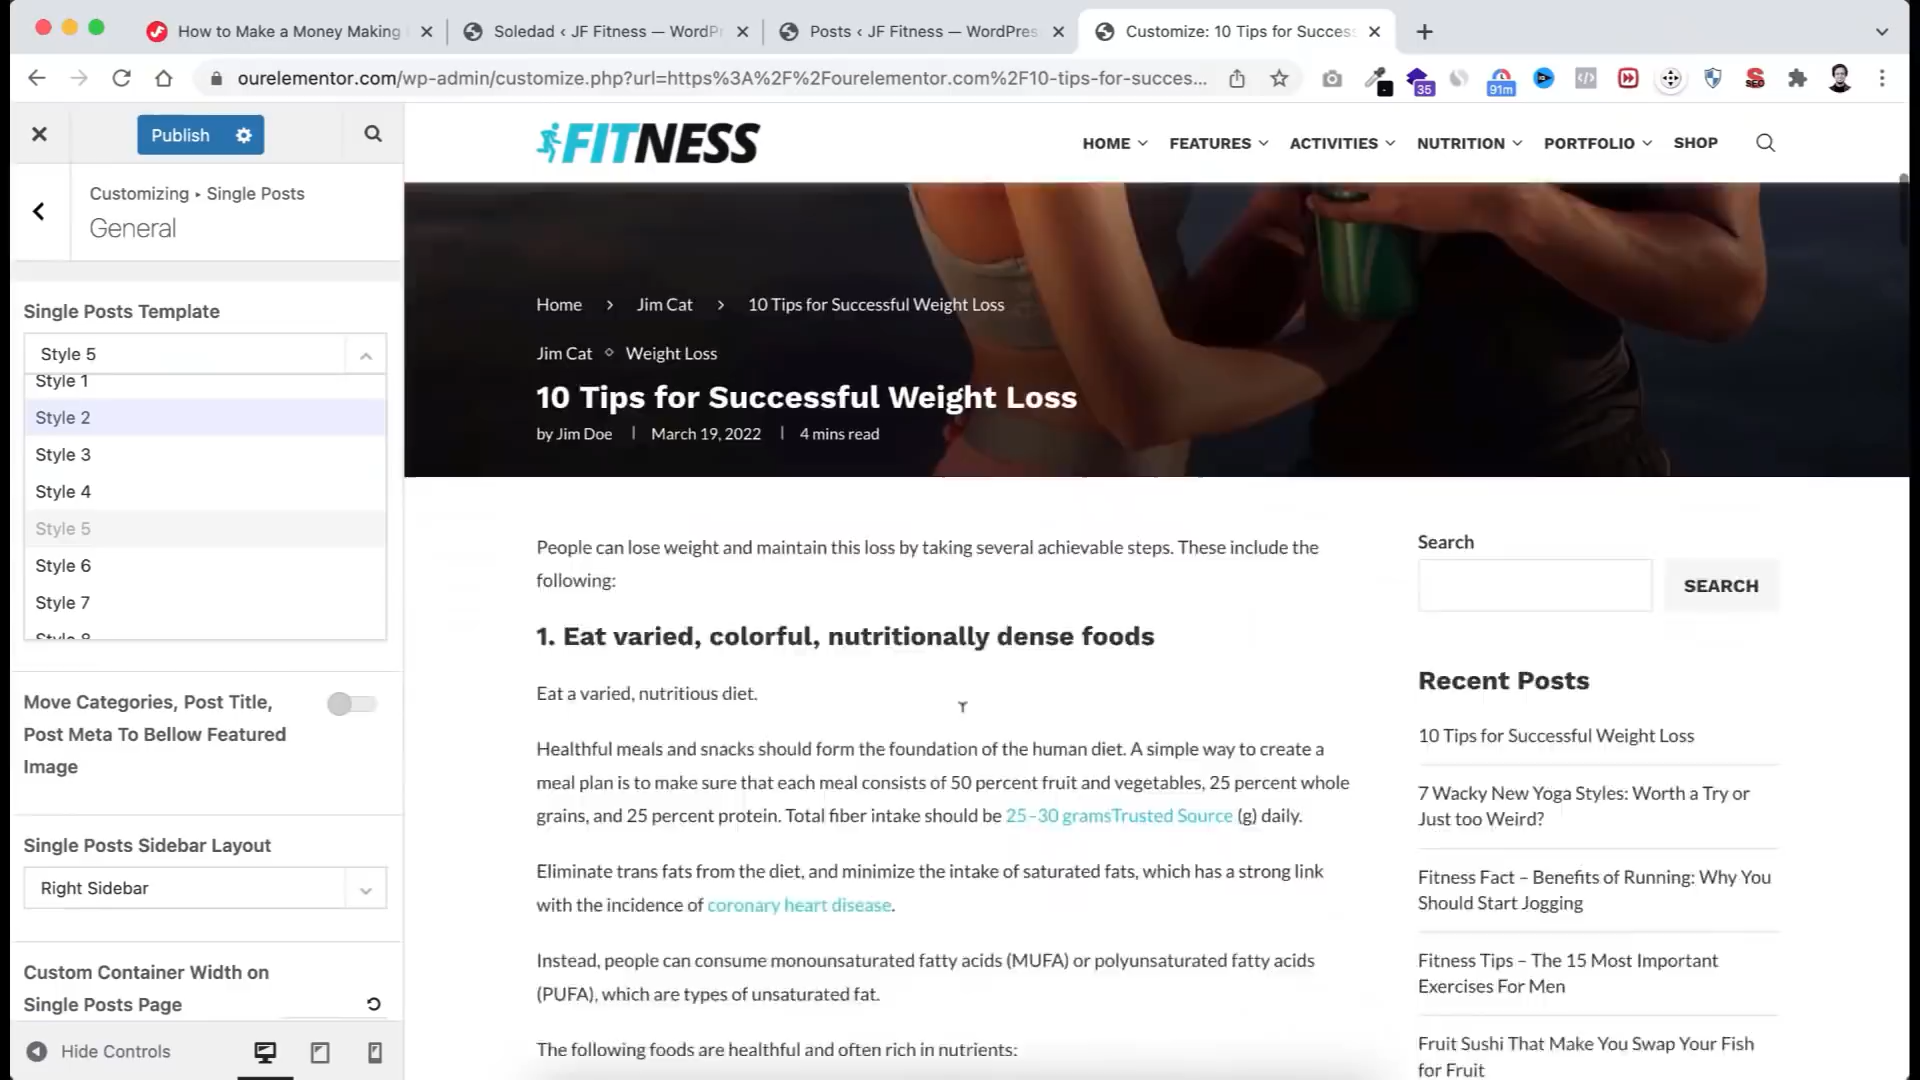 How to Make a Money Making
Soledad ‹ JF Fitness — WordPr
Posts ‹ JF Fitness — WordPres
Customize: 10 Tips for Success
ourelementor.com/wp-admin/customize.php?url=https%3A%2F%2Fourelementor.com%2F10-tips-for-succes...
35
91m
SEO
Publish
Customizing ▸ Single Posts
General
Single Posts Template
Style 5
Style 1
Style 2
Style 3
Style 4
Style 5
Style 6
Style 7
Style 8
Move Categories, Post Title,
Post Meta To Bellow Featured
Image
Single Posts Sidebar Layout
Right Sidebar
Custom Container Width on
Single Posts Page
Hide Controls
FITNESS
HOME
FEATURES
ACTIVITIES
NUTRITION
PORTFOLIO
SHOP
Home > Jim Cat > 10 Tips for Successful Weight Loss
Jim Cat ◇ Weight Loss
10 Tips for Successful Weight Loss
by Jim Doe | March 19, 2022 | 4 mins read
People can lose weight and maintain this loss by taking several achievable steps. These include the
following:
1. Eat varied, colorful, nutritionally dense foods
Eat a varied, nutritious diet.
Healthful meals and snacks should form the foundation of the human diet. A simple way to create a
meal plan is to make sure that each meal consists of 50 percent fruit and vegetables, 25 percent whole
grains, and 25 percent protein. Total fiber intake should be 25–30 gramsTrusted Source (g) daily.
Eliminate trans fats from the diet, and minimize the intake of saturated fats, which has a strong link
with the incidence of coronary heart disease.
Instead, people can consume monounsaturated fatty acids (MUFA) or polyunsaturated fatty acids
(PUFA), which are types of unsaturated fat.
The following foods are healthful and often rich in nutrients:
Search
SEARCH
Recent Posts
10 Tips for Successful Weight Loss
7 Wacky New Yoga Styles: Worth a Try or
Just too Weird?
Fitness Fact – Benefits of Running: Why You
Should Start Jogging
Fitness Tips – The 15 Most Important
Exercises For Men
Fruit Sushi That Make You Swap Your Fish
for Fruit